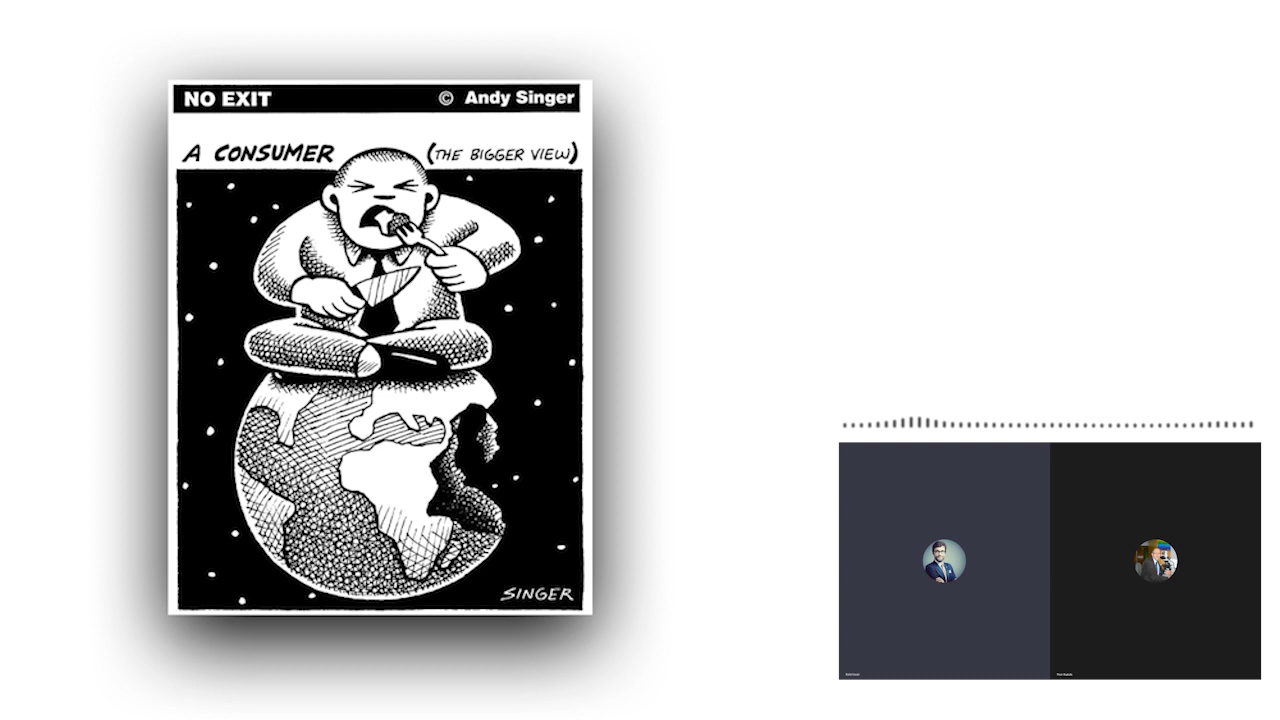 NO EXIT
© Andy Singer
A CONSUMER
(THE BIGGER VIEW)
SINGER